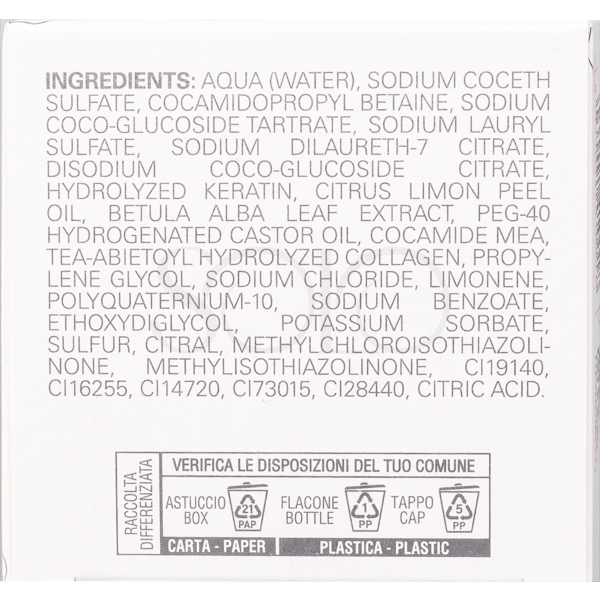 INGREDIENTS: AQUA (WATER), SODIUM COCETH
SULFATE, COCAMIDOPROPYL BETAINE, SODIUM
COCO-GLUCOSIDE TARTRATE, SODIUM LAURYL
SULFATE, SODIUM DILAURETH-7 CITRATE,
DISODIUM COCO-GLUCOSIDE CITRATE,
HYDROLYZED KERATIN, CITRUS LIMON PEEL
OIL, BETULA ALBA LEAF EXTRACT, PEG-40
HYDROGENATED CASTOR OIL, COCAMIDE MEA,
TEA-ABIETOYL HYDROLYZED COLLAGEN, PROPY-
LENE GLYCOL, SODIUM CHLORIDE, LIMONENE,
POLYQUATERNIUM-10, SODIUM BENZOATE,
ETHOXYDIGLYCOL, POTASSIUM SORBATE,
SULFUR, CITRAL, METHYLCHLOROISOTHIAZOLI-
NONE, METHYLISOTHIAZOLINONE, CI19140,
CI16255, CI14720, CI73015, CI28440, CITRIC ACID.
RACCOLTA
DIFFERENZIATA
VERIFICA LE DISPOSIZIONI DEL TUO COMUNE
ASTUCCIO
BOX
21
PAP
FLACONE
BOTTLE
1
PP
TAPPO
CAP
5
PP
CARTA - PAPER
PLASTICA - PLASTIC